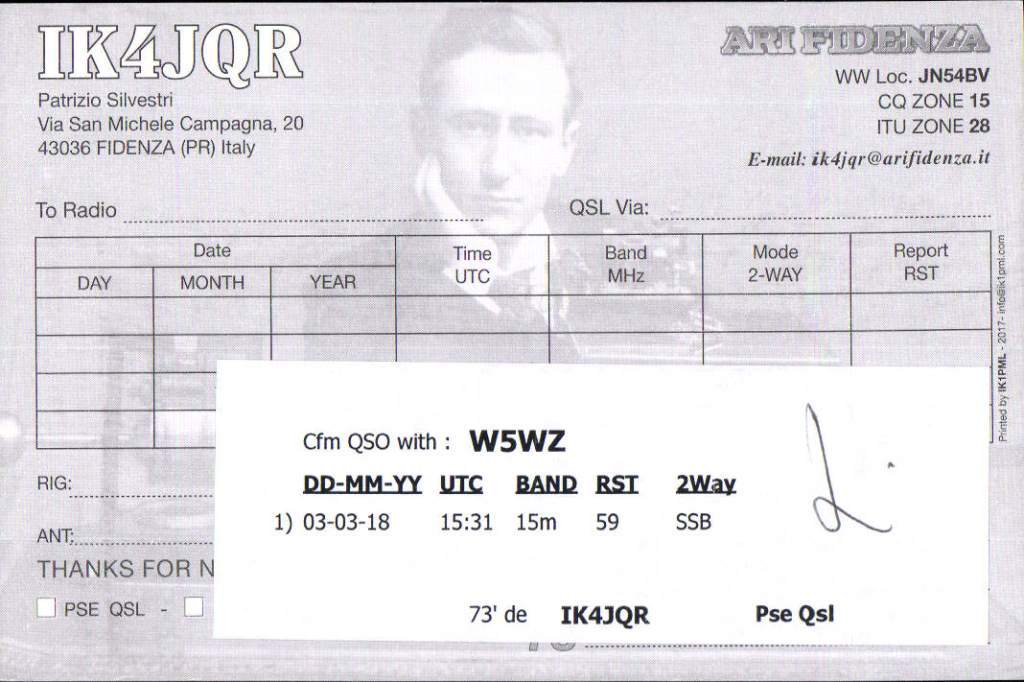 IK4JQR
ARI FIDENZA
Patrizio Silvestri
Via San Michele Campagna, 20
43036 FIDENZA (PR) Italy
WW Loc. JN54BV
CQ ZONE 15
ITU ZONE 28
E-mail: ik4jqr@arifidenza.it
To Radio
QSL Via:
Date
Time UTC
Band MHz
Mode 2-WAY
Report RST
DAY MONTH YEAR
Printed by IK1PML - 2017- info@ik1pml.com
Cfm QSO with : W5WZ
DD-MM-YY UTC BAND RST 2Way
1) 03-03-18 15:31 15m 59 SSB
73' de IK4JQR Pse Qsl
RIG:
ANT:
THANKS FOR N
PSE QSL -